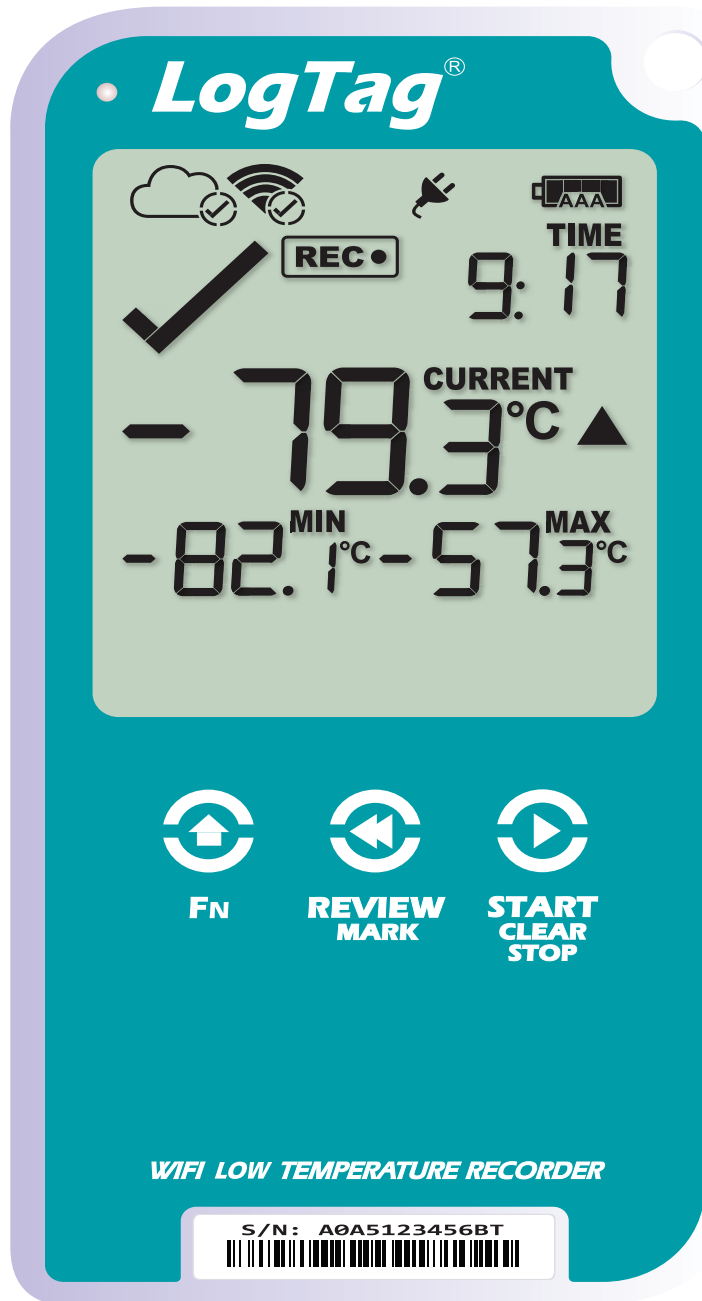 LogTag®
AAA
TIME
REC
9:17
CURRENT
-79.3°C
MIN
MAX
-82.1°C -57.3°C
FN
REVIEW
MARK
START
CLEAR
STOP
WIFI LOW TEMPERATURE RECORDER
S/N: A0A5123456BT